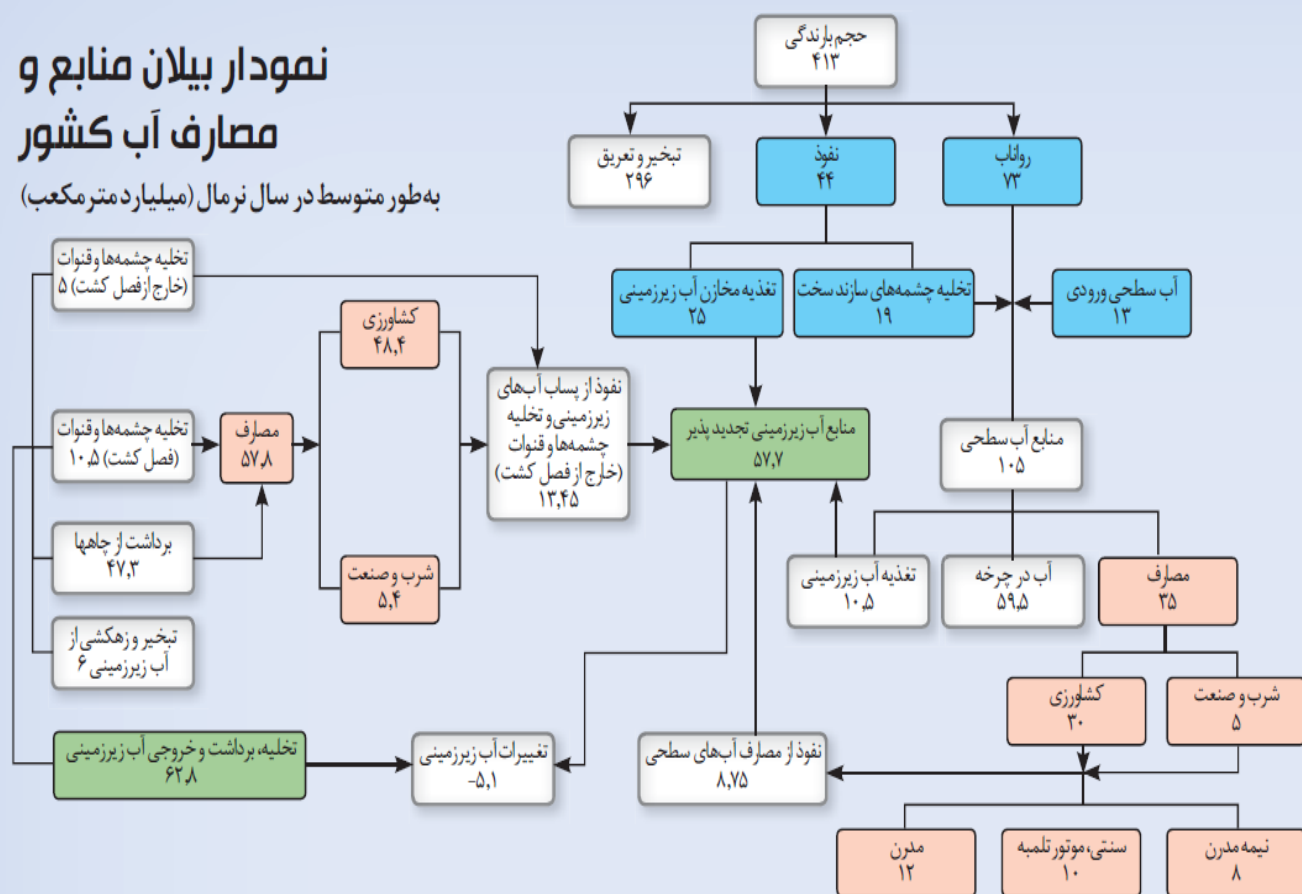 نمودار بیلان منابع و
مصارف آب کشور
به‌طور متوسط در سال نرمال (میلیارد متر مکعب)
حجم بارندگی
۴۱۳
رواناب
۷۳
نفوذ
۴۴
تبخیر و تعریق
۲۹۶
آب سطحی ورودی
۱۳
تخلیه چشمه‌های سازند سخت
۱۹
تغذیه مخازن آب زیرزمینی
۲۵
تخلیه چشمه‌ها و قنوات
(خارج از فصل کشت) ۵
کشاورزی
۴۸,۴
نفوذ از پساب آب‌های
زیرزمینی و تخلیه
چشمه‌ها و قنوات
(خارج از فصل کشت)
۱۳,۴۵
منابع آب زیرزمینی تجدید پذیر
۵۷,۷
منابع آب سطحی
۱۰۵
تخلیه چشمه‌ها و قنوات
(فصل کشت) ۱۰,۵
مصارف
۵۷,۸
برداشت از چاهها
۴۷,۳
شرب و صنعت
۵,۴
مصارف
۳۵
آب در چرخه
۵۹,۵
تغذیه آب زیرزمینی
۱۰,۵
تبخیر و زهکشی از
آب زیرزمینی ۶
شرب و صنعت
۵
کشاورزی
۳۰
نفوذ از مصارف آب‌های سطحی
۸,۷۵
تغییرات آب زیرزمینی
-۵,۱
تخلیه، برداشت و خروجی آب زیرزمینی
۶۲,۸
نیمه مدرن
۸
سنتی، موتور تلمبه
۱۰
مدرن
۱۲